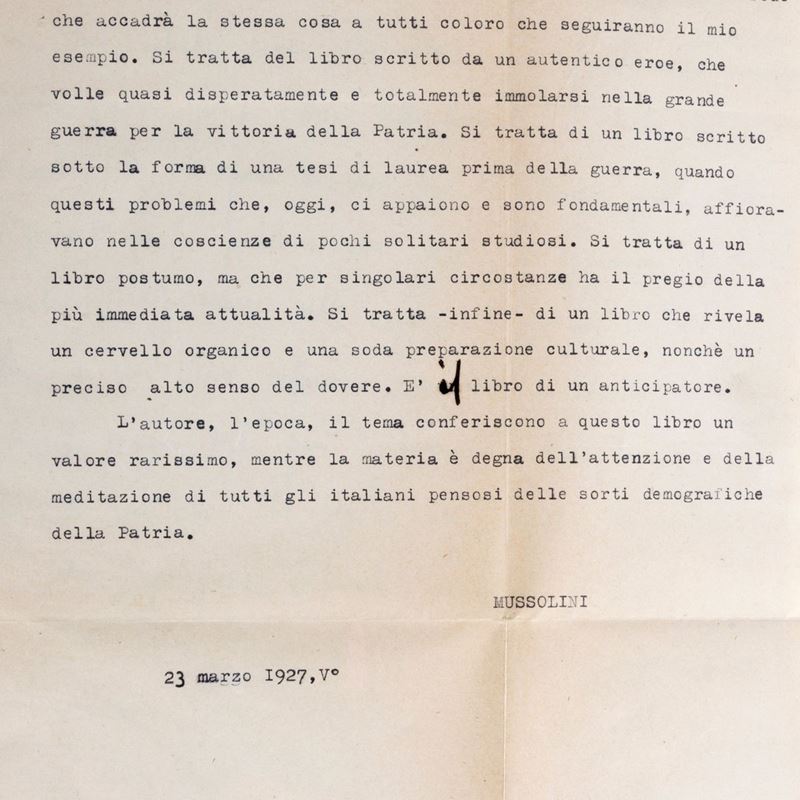 che accadrà la stessa cosa a tutti coloro che seguiranno il mio
esempio. Si tratta del libro scritto da un autentico eroe, che
volle quasi disperatamente e totalmente immolarsi nella grande
guerra per la vittoria della Patria. Si tratta di un libro scritto
sotto la forma di una tesi di laurea prima della guerra, quando
questi problemi che, oggi, ci appaiono e sono fondamentali, affiora-
vano nelle coscienze di pochi solitari studiosi. Si tratta di un
libro postumo, ma che per singolari circostanze ha il pregio della
più immediata attualità. Si tratta -infine- di un libro che rivela
un cervello organico e una soda preparazione culturale, nonchè un
preciso alto senso del dovere. E' il libro di un anticipatore.
L'autore, l'epoca, il tema conferiscono a questo libro un
valore rarissimo, mentre la materia è degna dell'attenzione e della
meditazione di tutti gli italiani pensosi delle sorti demografiche
della Patria.
MUSSOLINI
23 marzo 1927,V°